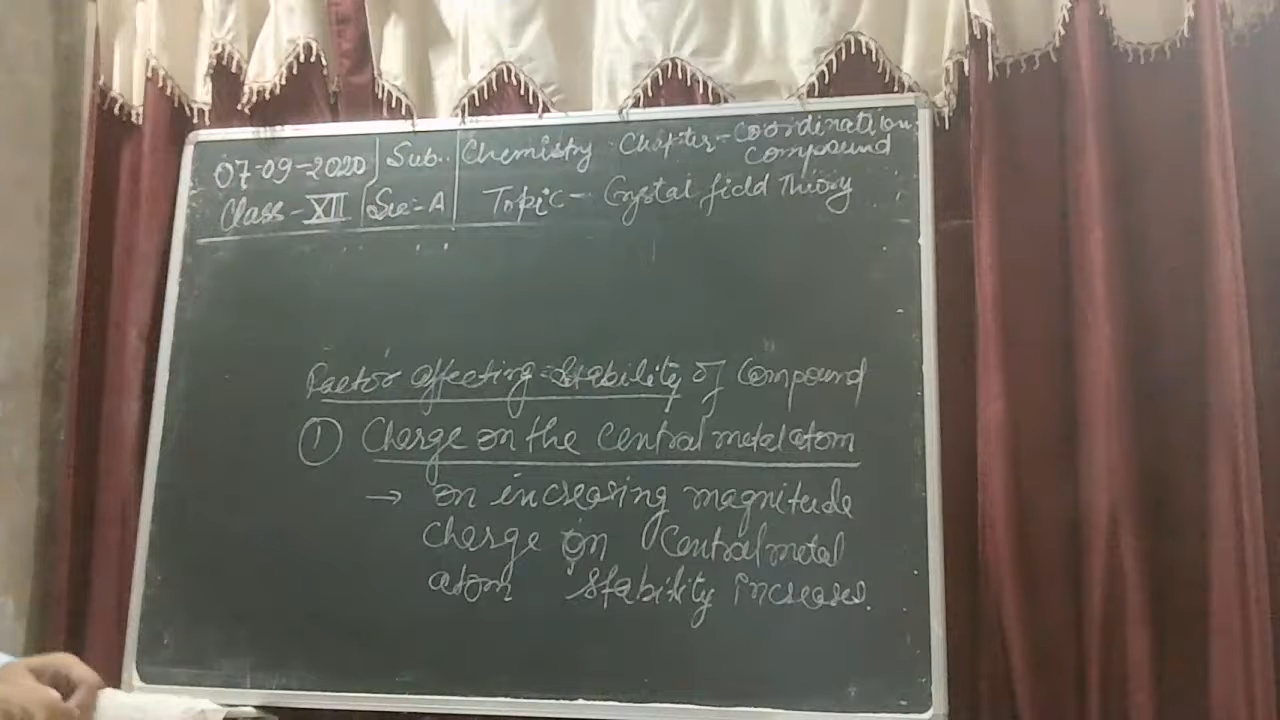 07-09-2020 Sub.. Chemistry Chapter - Coordination
Compound
Class - XII Sec - A Topic - Crystal field Theory
Factor affecting Stability of Compound
① Charge on the central metal atom
→ on increasing magnitude
charge on Central metal
atom Stability increases.